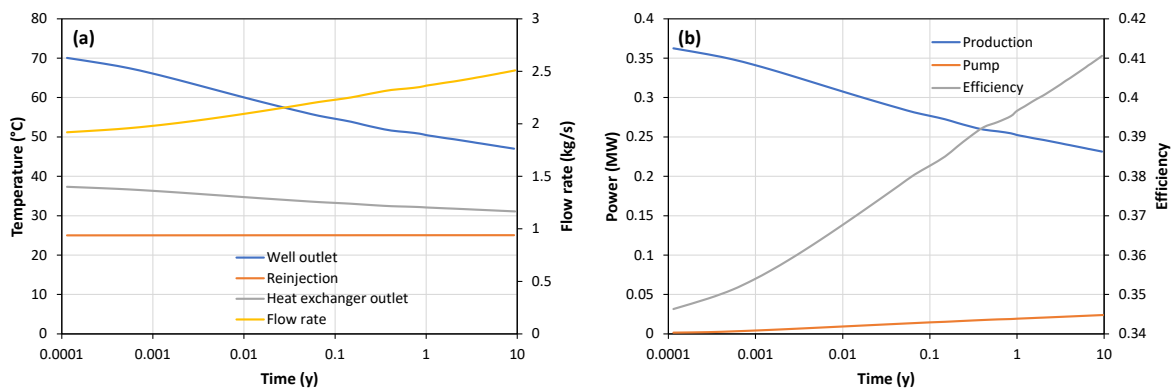 (a)
Temperature (°C)
80
70
60
50
40
30
20
10
0
3
2.5
2
1.5
1
0.5
0
Flow rate (kg/s)
Well outlet
Reinjection
Heat exchanger outlet
Flow rate
0.0001 0.001 0.01 0.1 1 10
Time (y)
(b)
Power (MW)
0.4
0.35
0.3
0.25
0.2
0.15
0.1
0.05
0
0.42
0.41
0.4
0.39
0.38
0.37
0.36
0.35
0.34
Efficiency
Production
Pump
Efficiency
0.0001 0.001 0.01 0.1 1 10
Time (y)